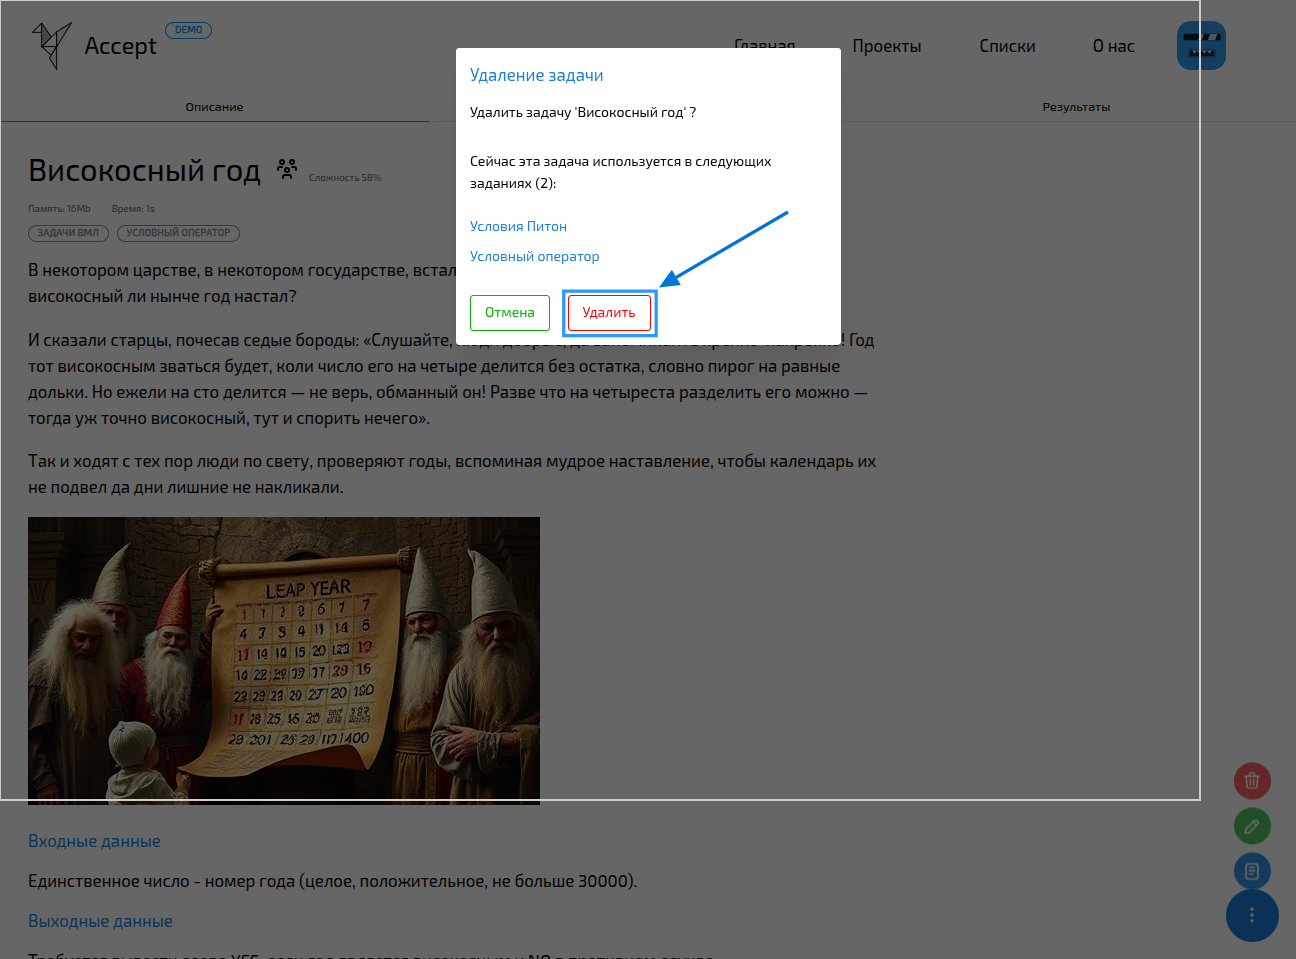 Accept
DEMO
Главная
Проекты
Списки
О нас
Описание
Результаты
Удаление задачи
Удалить задачу 'Високосный год' ?
Сейчас эта задача используется в следующих
заданиях (2):
Условия Питон
Условный оператор
Отмена
Удалить
Високосный год
Сложность 58%
Память: 16Mb
Время: 1s
ЗАДАЧИ ВМЛ
УСЛОВНЫЙ ОПЕРАТОР
В некотором царстве, в некотором государстве,
високосный ли нынче год настал?
И сказали старцы, почесав седые бороды: «Слушайте, Год
тот високосным зваться будет, коли число его на четыре делится без остатка, словно пирог на равные
дольки. Но ежели на сто делится — не верь, обманный он! Разве что на четыреста разделить его можно —
тогда уж точно високосный, тут и спорить нечего».
Так и ходят с тех пор люди по свету, проверяют годы, вспоминая мудрое наставление, чтобы календарь их
не подвел да дни лишние не накликали.
LEAP YEAR
Входные данные
Единственное число - номер года (целое, положительное, не больше 30000).
Выходные данные